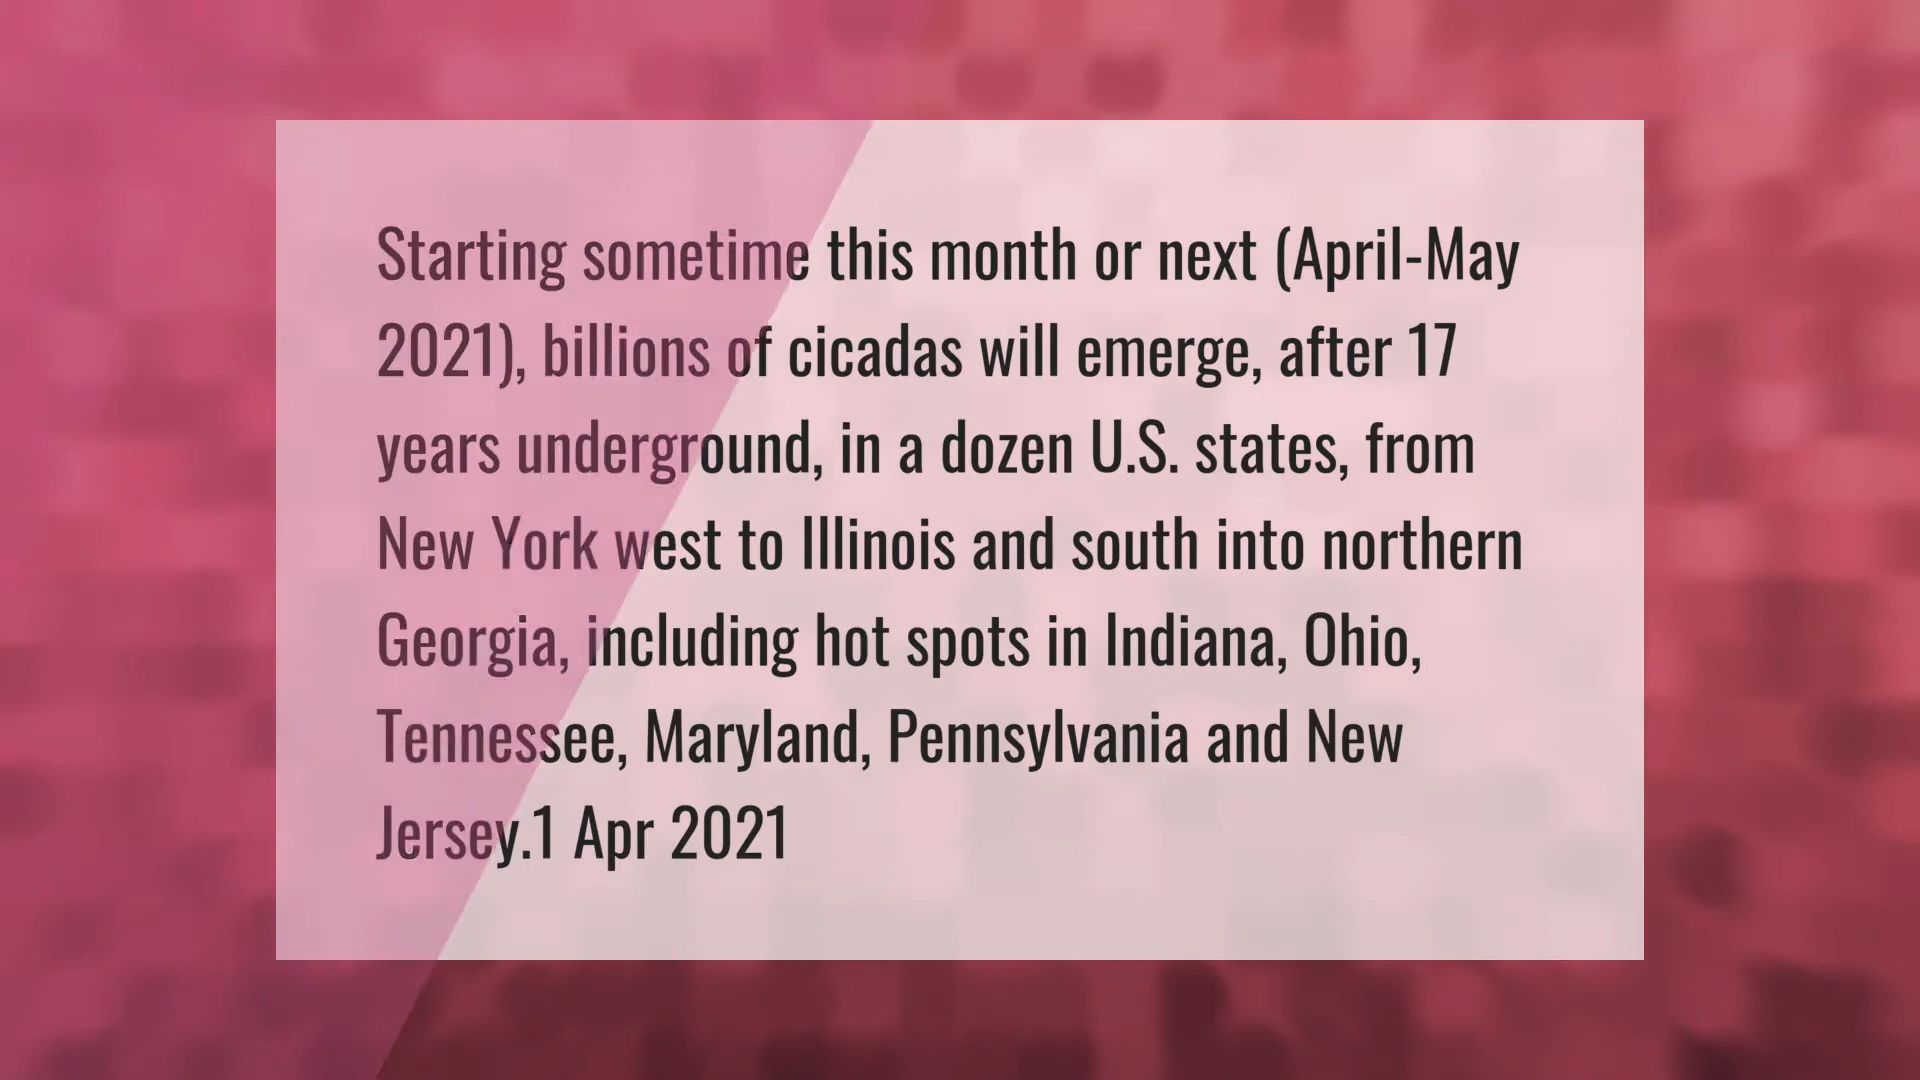 Starting sometime this month or next (April-May
2021), billions of cicadas will emerge, after 17
years underground, in a dozen U.S. states, from
New York west to Illinois and south into northern
Georgia, including hot spots in Indiana, Ohio,
Tennessee, Maryland, Pennsylvania and New
Jersey.1 Apr 2021